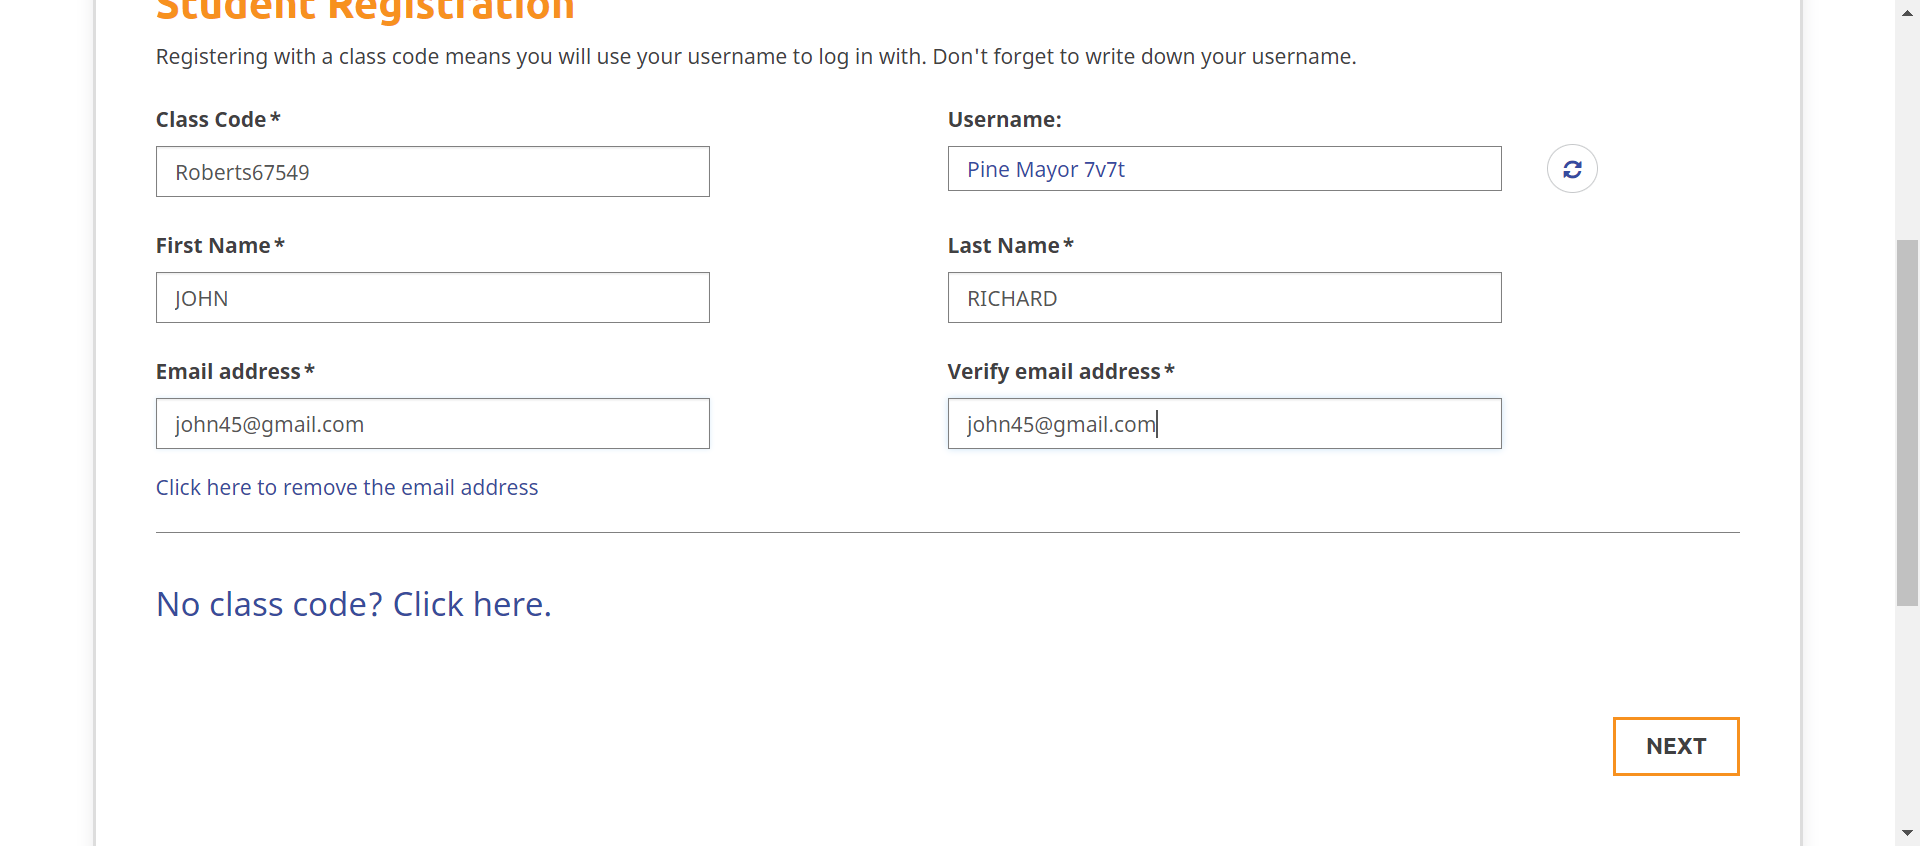 Student Registration
Registering with a class code means you will use your username to log in with. Don't forget to write down your username.
Class Code*
Username:
Roberts67549
Pine Mayor 7v7t
First Name*
Last Name*
JOHN
RICHARD
Email address*
Verify email address*
john45@gmail.com
john45@gmail.com
Click here to remove the email address
No class code? Click here.
NEXT